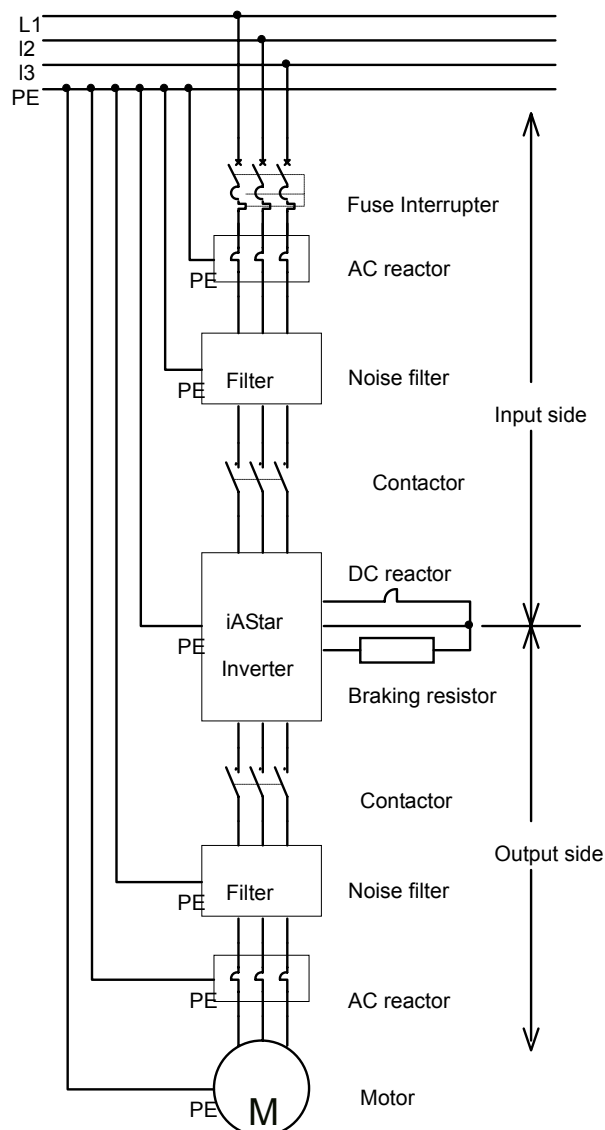 L1
l2
l3
PE
Fuse Interrupter
AC reactor
PE
Filter
Noise filter
PE
Input side
Contactor
DC reactor
iAStar
PE
Inverter
Braking resistor
Contactor
Output side
Filter
Noise filter
PE
AC reactor
PE
Motor
PE
M